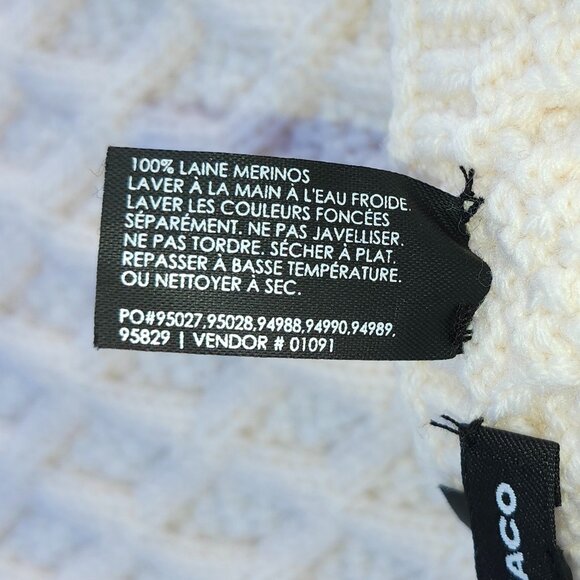 100% LAINE MERINOS
LAVER À LA MAIN À L'EAU FROIDE.
LAVER LES COULEURS FONCÉES
SÉPARÉMENT. NE PAS JAVELLISER.
NE PAS TORDRE. SÉCHER À PLAT.
REPASSER À BASSE TEMPÉRATURE.
OU NETTOYER À SEC.
PO#95027,95028,94988,94990,94989,
95829 | VENDOR # 01091